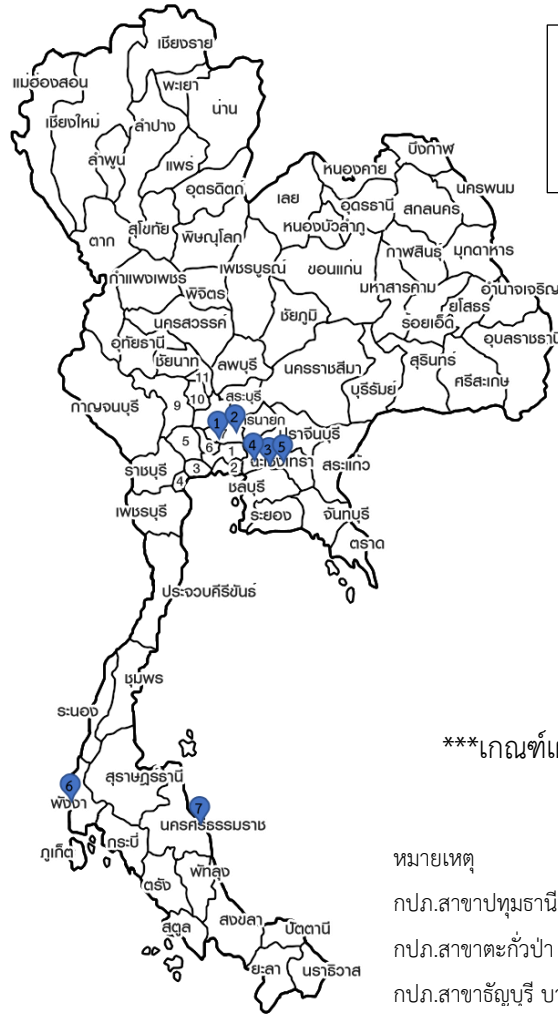 เชียงราย
แม่ฮ่องสอน
พะเยา
เชียงใหม่
น่าน
ลำปาง
ลำพูน
แพร่
อุตรดิตถ์
บึงกาฬ
หนองคาย
เลย
อุดรธานี
นครพนม
สกลนคร
หนองบัวลำภู
ตาก
สุโขทัย
พิษณุโลก
กาฬสินธุ์
มุกดาหาร
กำแพงเพชร
เพชรบูรณ์
ขอนแก่น
พิจิตร
มหาสารคาม
อำนาจเจริญ
ยโสธร
ร้อยเอ็ด
ชัยภูมิ
นครสวรรค์
อุทัยธานี
ชัยนาท
ลพบุรี
นครราชสีมา
สุรินทร์
อุบลราชธานี
ศรีสะเกษ
บุรีรัมย์
11
สระบุรี
กาญจนบุรี
9
10
1
2
ปราจีนบุรี
5
6
1
4
3
5
สระแก้ว
ราชบุรี
3
2
4
ชลบุรี
เพชรบุรี
ระยอง
จันทบุรี
ตราด
ประจวบคีรีขันธ์
ชุมพร
ระนอง
***เกณฑ์
สุราษฎร์ธานี
6
พังงา
7
นครศรีธรรมราช
ภูเก็ต
กระบี่
ตรัง
พัทลุง
หมายเหตุ
กปภ.สาขาปทุมธานี
สตูล
สงขลา
ปัตตานี
กปภ.สาขาตะกั่วป่า
ยะลา
นราธิวาส
กปภ.สาขาธัญบุรี